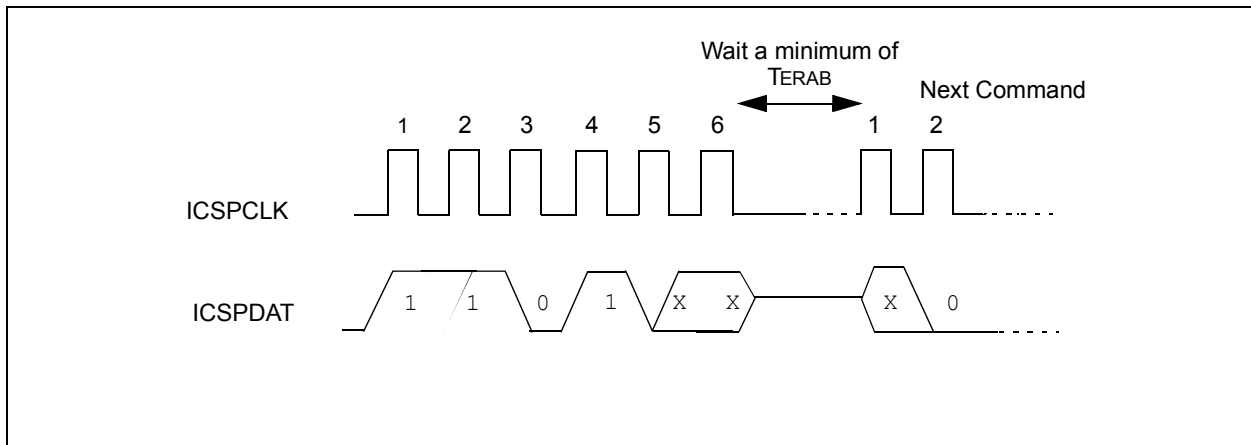 Wait a minimum of
TERAB
Next Command
1 2 3 4 5 6 1 2
ICSPCLK
ICSPDAT
1 1 0 1 X X X 0